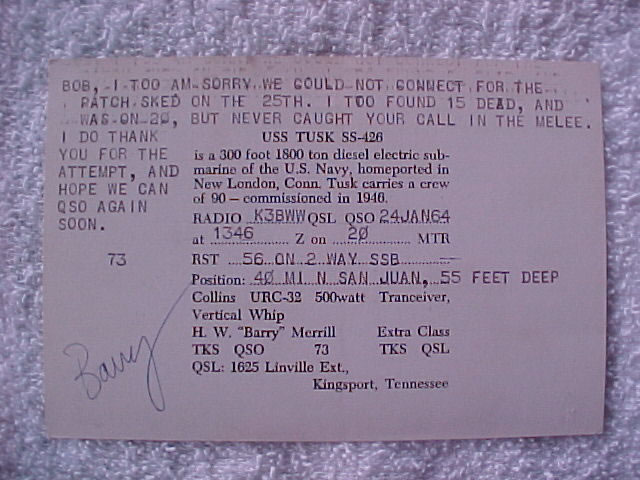 BOB, I TOO AM SORRY WE COULD NOT CONNECT FOR THE
PATCH SKED ON THE 25TH. I TOO FOUND 15 DEAD, AND
WAS ON 20, BUT NEVER CAUGHT YOUR CALL IN THE MELEE.
I DO THANK
YOU FOR THE
ATTEMPT, AND
HOPE WE CAN
QSO AGAIN
SOON.
73
USS TUSK SS-426
is a 300 foot 1800 ton diesel electric sub-
marine of the U.S. Navy, homeported in
New London, Conn. Tusk carries a crew
of 90 — commissioned in 1946.
RADIO K3BWW QSL QSO 24JAN64
at 1346 Z on 20 MTR
RST 56 ON 2 WAY SSB
Position: 40 MI N SAN JUAN, 55 FEET DEEP
Collins URC-32 500watt Tranceiver,
Vertical Whip
H. W. "Barry" Merrill Extra Class
TKS QSO 73 TKS QSL
QSL: 1625 Linville Ext.,
Kingsport, Tennessee
Barry